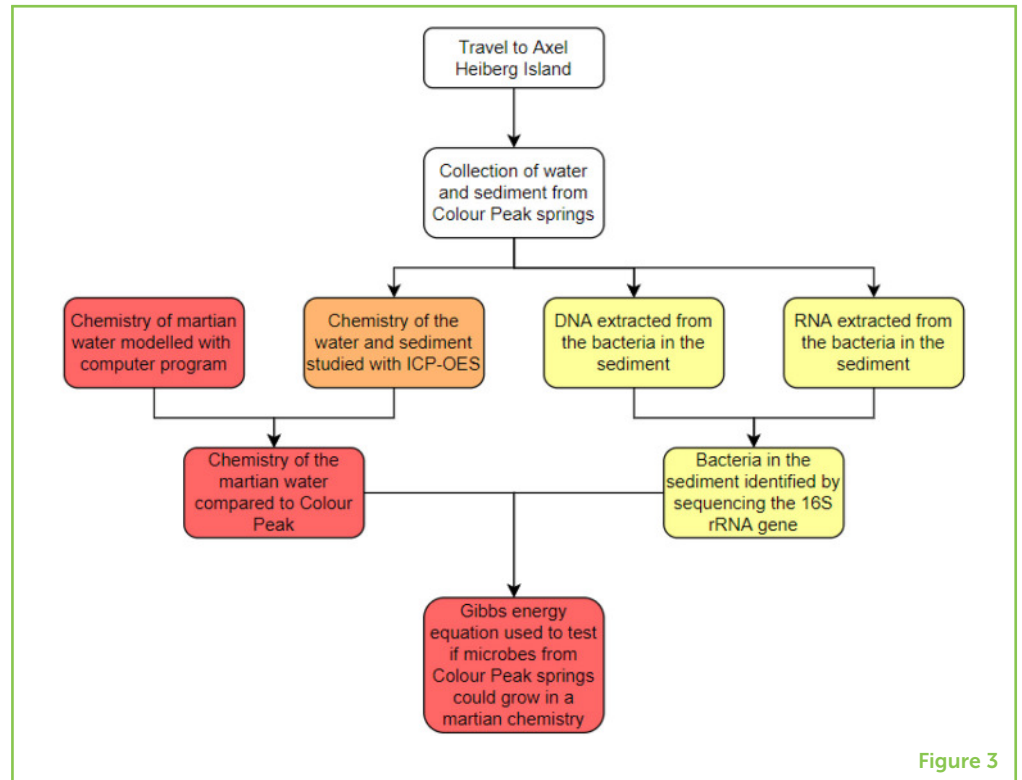 Travel to Axel
Heiberg Island
Collection of water
and sediment from
Colour Peak springs
Chemistry of martian
water modelled with
computer program
Chemistry of the
water and sediment
studied with ICP-OES
DNA extracted from
the bacteria in the
sediment
RNA extracted from
the bacteria in the
sediment
Chemistry of the
martian water
compared to Colour
Peak
Bacteria in the
sediment identified by
sequencing the 16S
rRNA gene
Gibbs energy
equation used to test
if microbes from
Colour Peak springs
could grow in a
martian chemistry
Figure 3